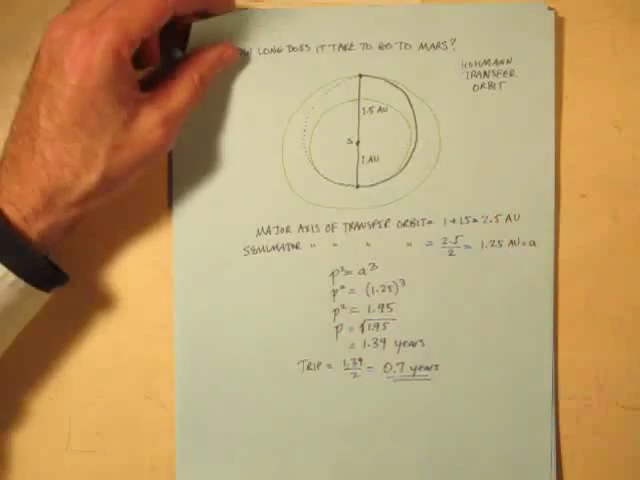 LONG DOES IT TAKE TO GO TO MARS?
HOHMANN
TRANSFER
ORBIT
1.5 AU
S
1 AU
MAJOR AXIS OF TRANSFER ORBIT = 1 + 1.5 = 2.5 AU
SEMIMAJOR " " " " = 2.5/2 = 1.25 AU = a
p² = a³
p² = (1.25)³
p² = 1.95
p = √1.95
= 1.39 years
TRIP = 1.39/2 = 0.7 years